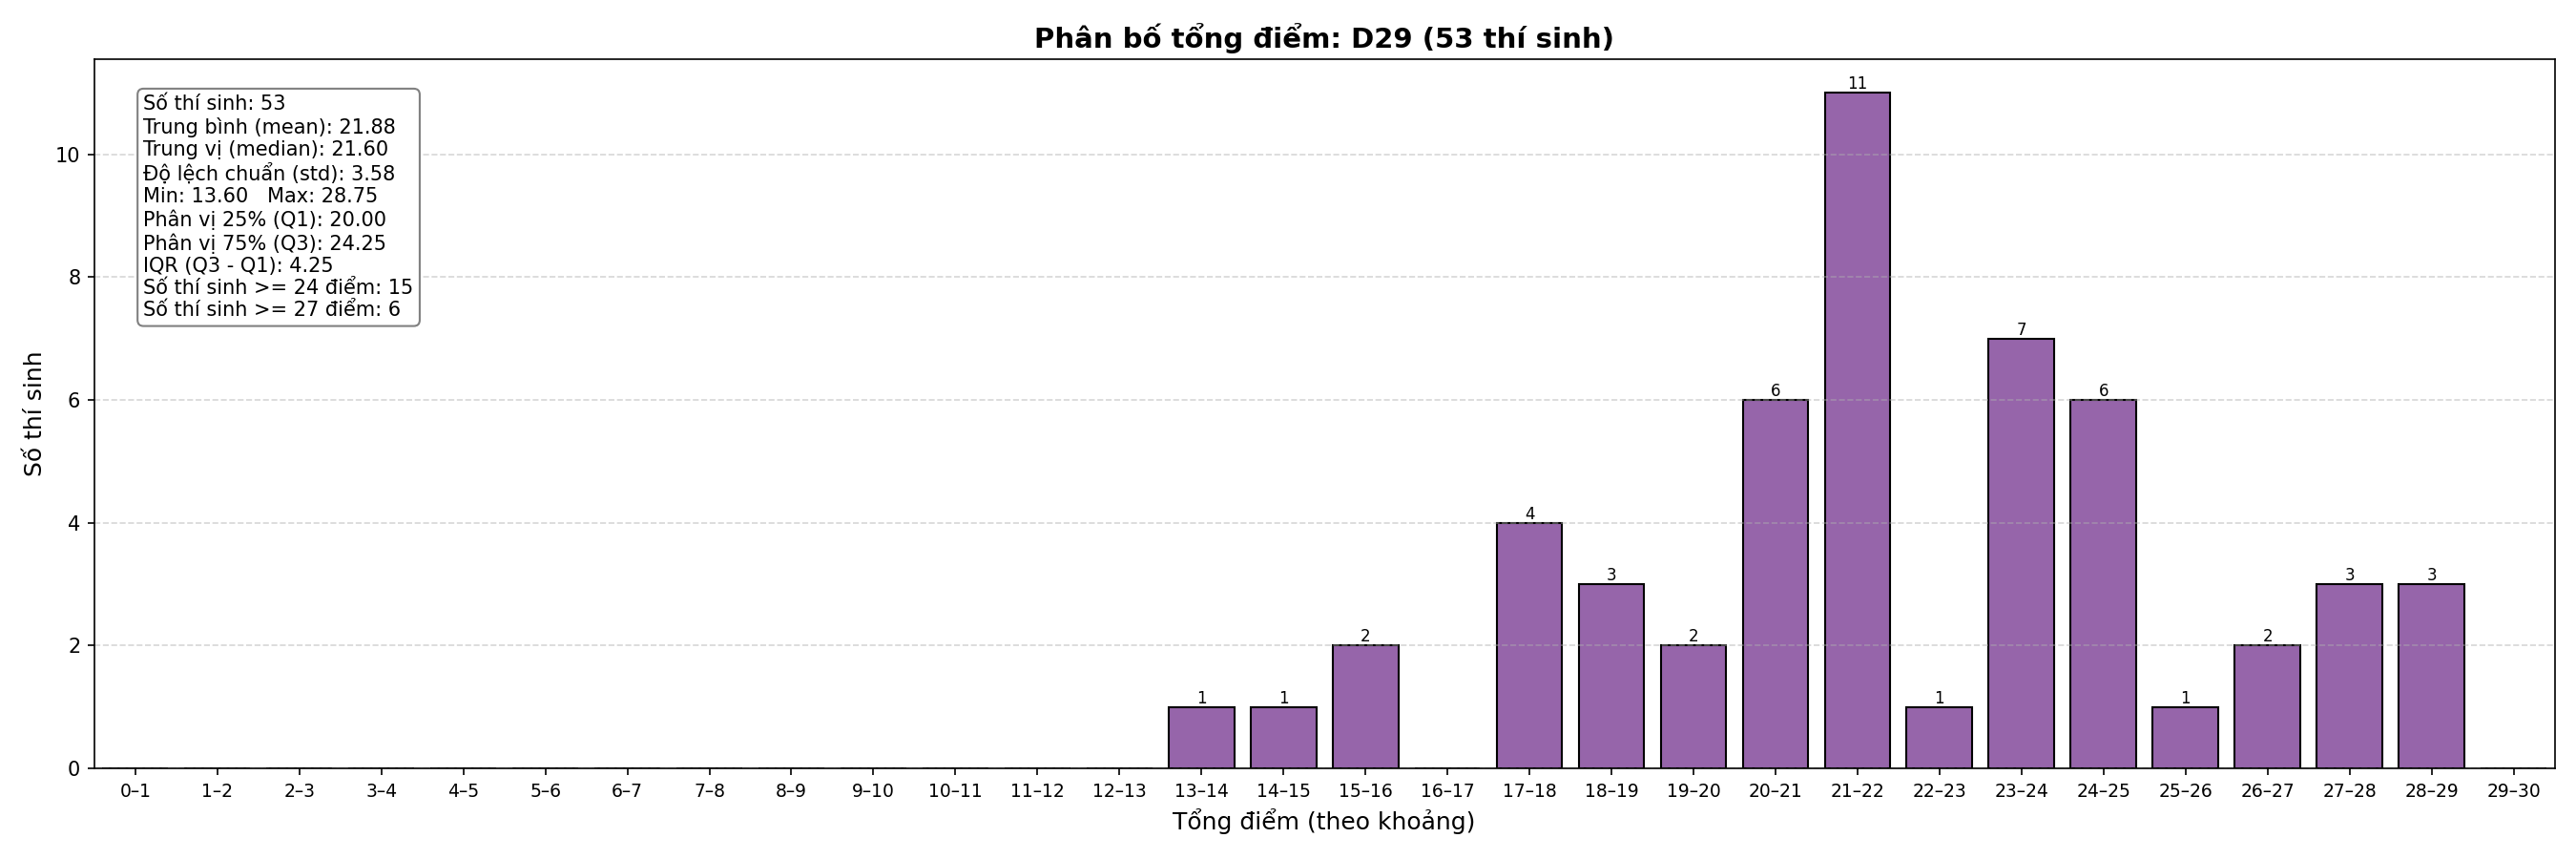 Phân bố tổng điểm: D29 (53 thí sinh)
Số thí sinh: 53
Trung bình (mean): 21.88
Trung vị (median): 21.60
Độ lệch chuẩn (std): 3.58
Min: 13.60   Max: 28.75
Phân vị 25% (Q1): 20.00
Phân vị 75% (Q3): 24.25
IQR (Q3 - Q1): 4.25
Số thí sinh >= 24 điểm: 15
Số thí sinh >= 27 điểm: 6
Số thí sinh
10
8
6
4
2
0
1
1
2
4
3
2
6
11
1
7
6
1
2
3
3
0–1 1–2 2–3 3–4 4–5 5–6 6–7 7–8 8–9 9–10 10–11 11–12 12–13 13–14 14–15 15–16 16–17 17–18 18–19 19–20 20–21 21–22 22–23 23–24 24–25 25–26 26–27 27–28 28–29 29–30
Tổng điểm (theo khoảng)